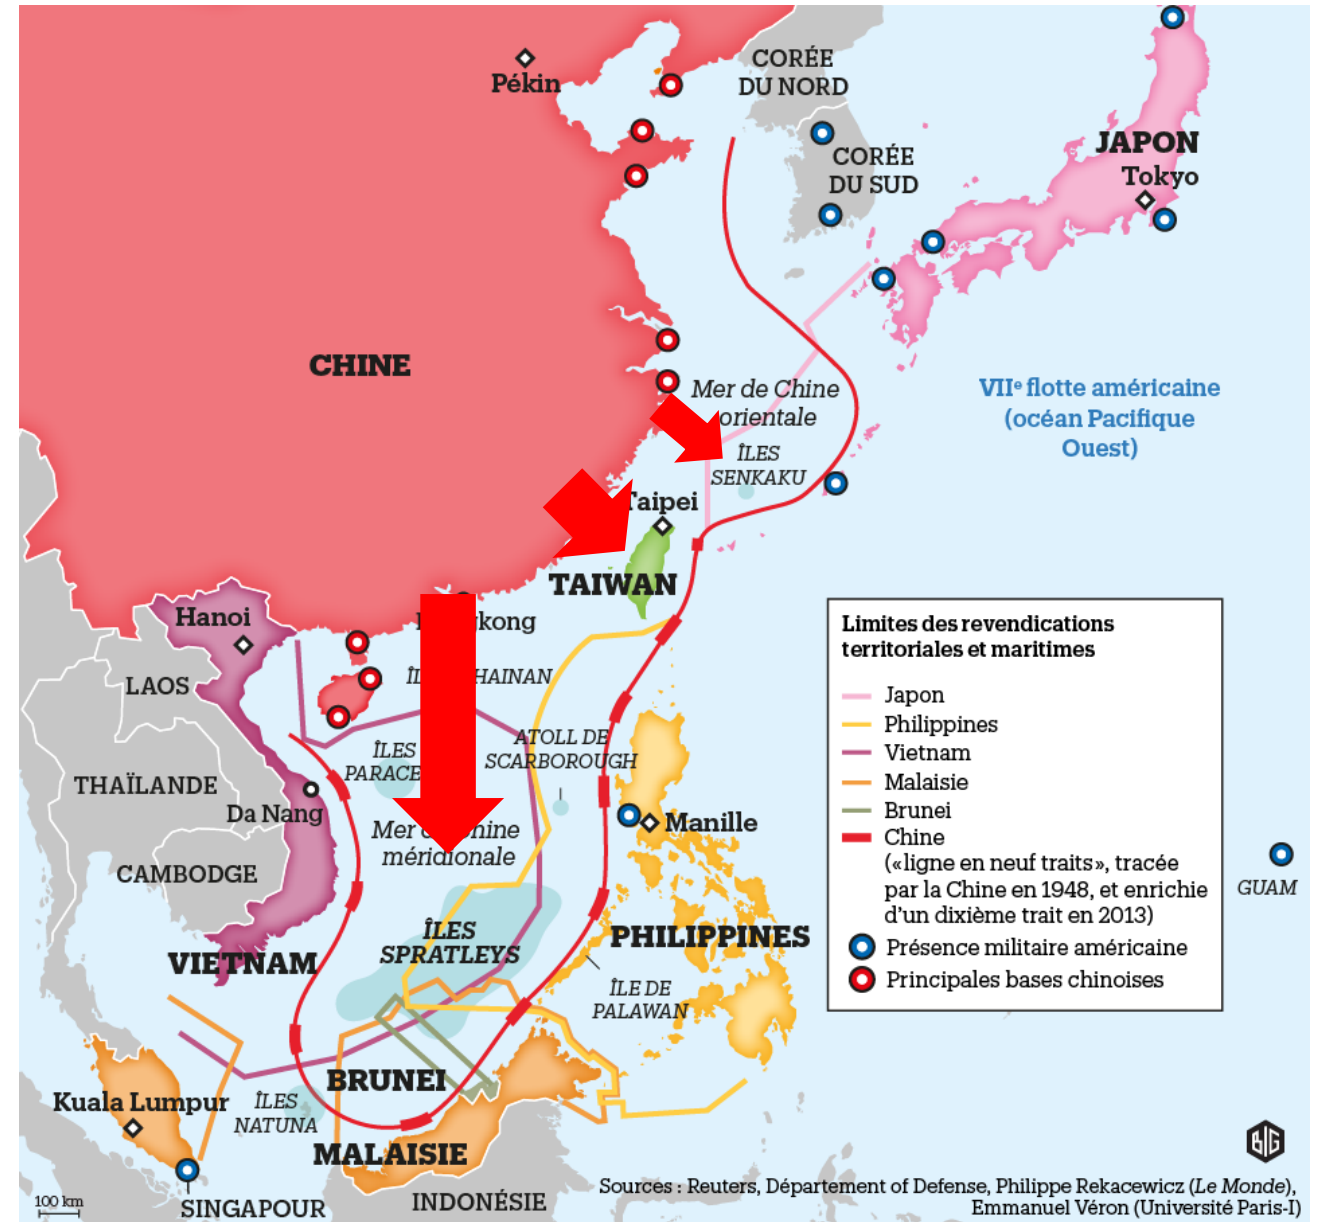 Pékin
CORÉE
DU NORD
CORÉE
DU SUD
JAPON
Tokyo
CHINE
Mer de Chine
orientale
VIIᵉ flotte américaine
(océan Pacifique
Ouest)
ÎLES
SENKAKU
Taipei
TAIWAN
Hanoi
LAOS
HAINAN
ÎLES
ATOLL DE
SCARBOROUGH
THAÏLANDE
Da Nang
Mer de Chine
méridionale
Manille
CAMBODGE
GUAM
ÎLES
SPRATLEYS
PHILIPPINES
VIETNAM
ÎLE DE
PALAWAN
BRUNEI
Kuala Lumpur
ÎLES
NATUNA
MALAISIE
INDONÉSIE
SINGAPOUR
100 km
Limites des revendications
territoriales et maritimes
Japon
Philippines
Vietnam
Malaisie
Brunei
Chine
(«ligne en neuf traits», tracée
par la Chine en 1948, et enrichie
d'un dixième trait en 2013)
Présence militaire américaine
Principales bases chinoises
BIG
Sources : Reuters, Département of Defense, Philippe Rekacewicz (Le Monde),
Emmanuel Véron (Université Paris-I)